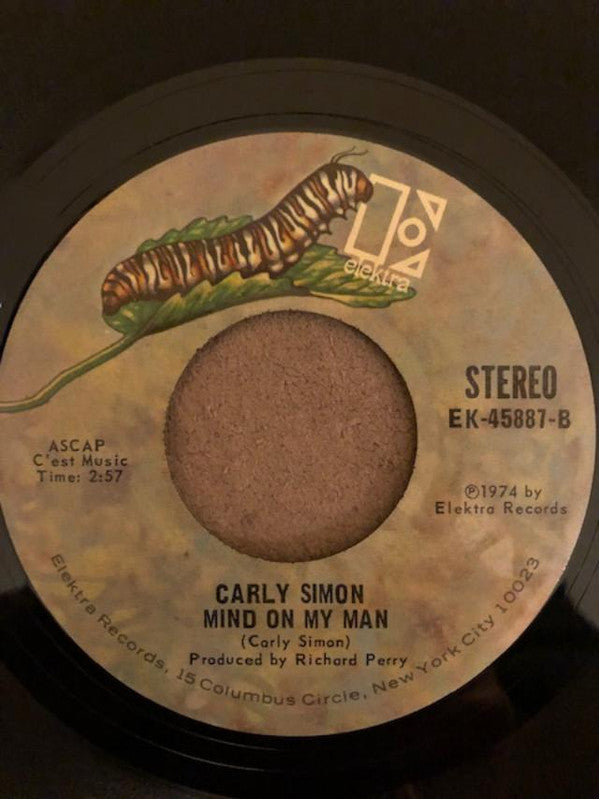 elektra
STEREO
EK-45887-B
ASCAP
C'est Music
Time: 2:57
℗1974 by
Elektra Records
CARLY SIMON
MIND ON MY MAN
(Carly Simon)
Produced by Richard Perry
Elektra Records, 15 Columbus Circle, New York City 10023